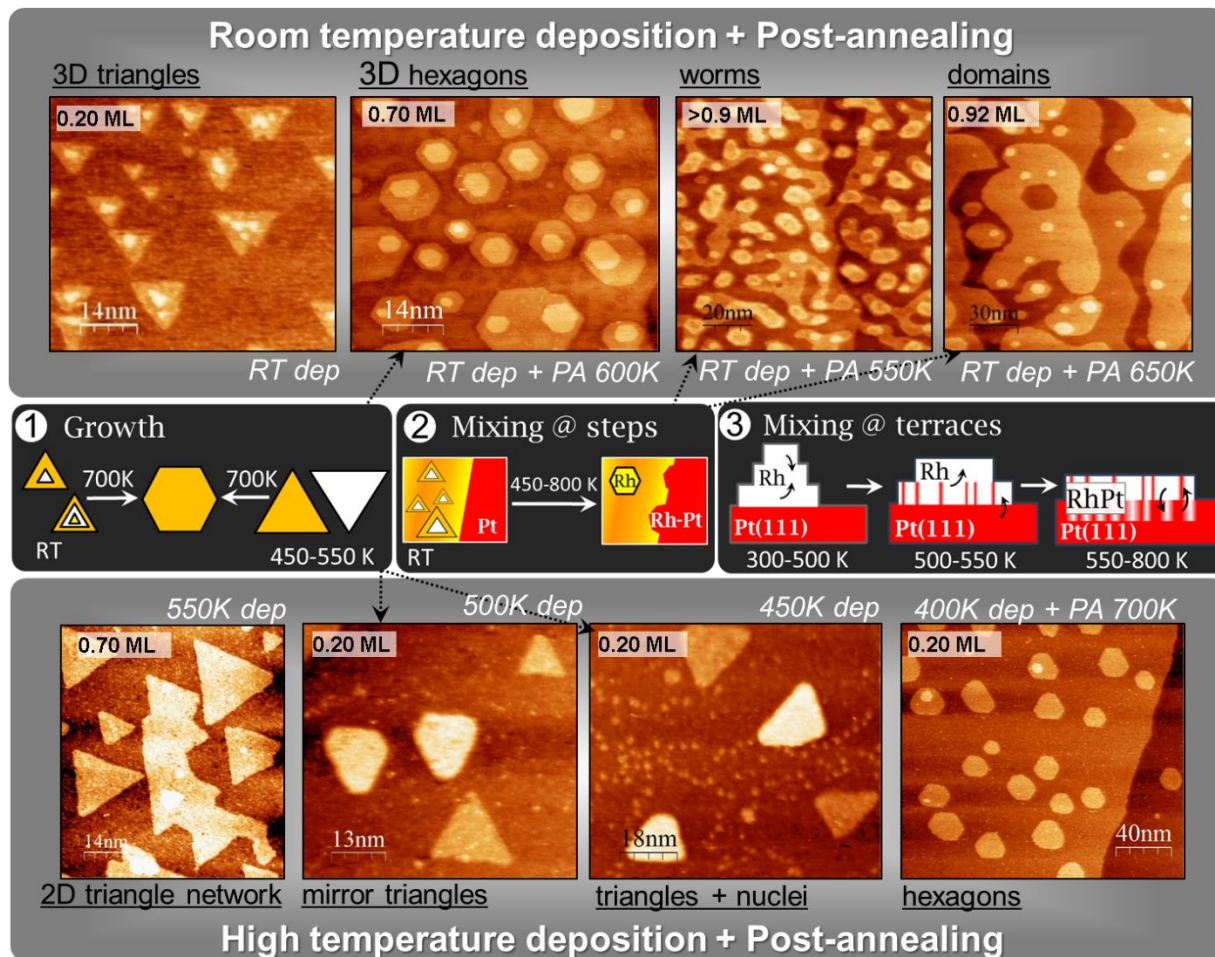 Room temperature deposition + Post-annealing
3D triangles
3D hexagons
worms
domains
0.20 ML
0.70 ML
>0.9 ML
0.92 ML
14nm
14nm
20nm
30nm
RT dep
RT dep + PA 600K
RT dep + PA 550K
RT dep + PA 650K
1 Growth
700K
700K
RT
450-550 K
2 Mixing @ steps
Pt
450-800 K
Rh
Rh-Pt
RT
3 Mixing @ terraces
Rh
Rh
RhPt
Pt(111)
Pt(111)
Pt(111)
300-500 K
500-550 K
550-800 K
550K dep
500K dep
450K dep
400K dep + PA 700K
0.70 ML
0.20 ML
0.20 ML
0.20 ML
14nm
13nm
18nm
40nm
2D triangle network
mirror triangles
triangles + nuclei
hexagons
High temperature deposition + Post-annealing